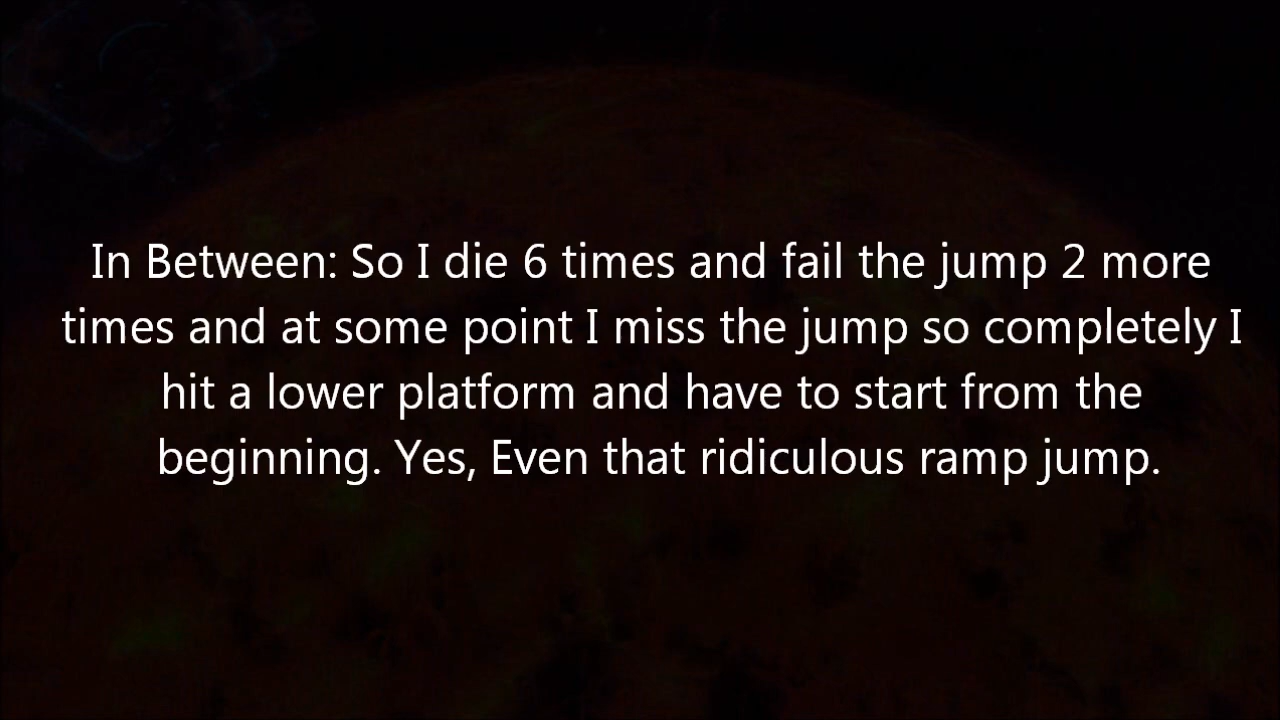 In Between: So I die 6 times and fail the jump 2 more
times and at some point I miss the jump so completely I
hit a lower platform and have to start from the
beginning. Yes, Even that ridiculous ramp jump.